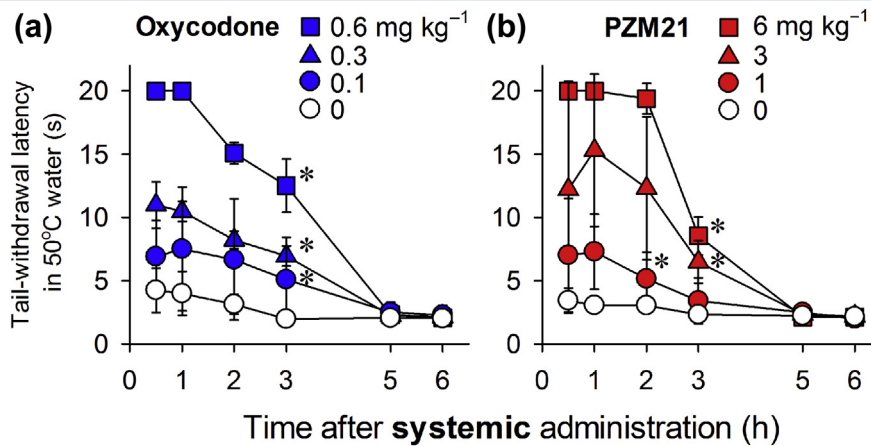 (a) Oxycodone
0.6 mg kg⁻¹
0.3
0.1
0
Tail-withdrawal latency
in 50°C water (s)
20
15
10
5
0
*
*
*
0 1 2 3 5 6
(b) PZM21
6 mg kg⁻¹
3
1
0
20
15
10
5
0
*
*
*
0 1 2 3 5 6
Time after systemic administration (h)